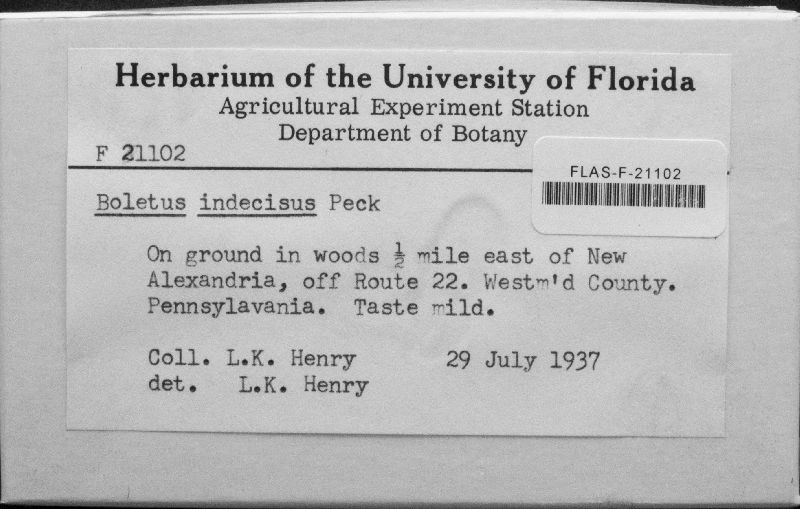 Herbarium of the University of Florida
Agricultural Experiment Station
Department of Botany
F 21102
FLAS-F-21102
Boletus indecisus Peck
On ground in woods ½ mile east of New
Alexandria, off Route 22. Westm'd County.
Pennsylavania. Taste mild.
Coll. L.K. Henry 29 July 1937
det. L.K. Henry